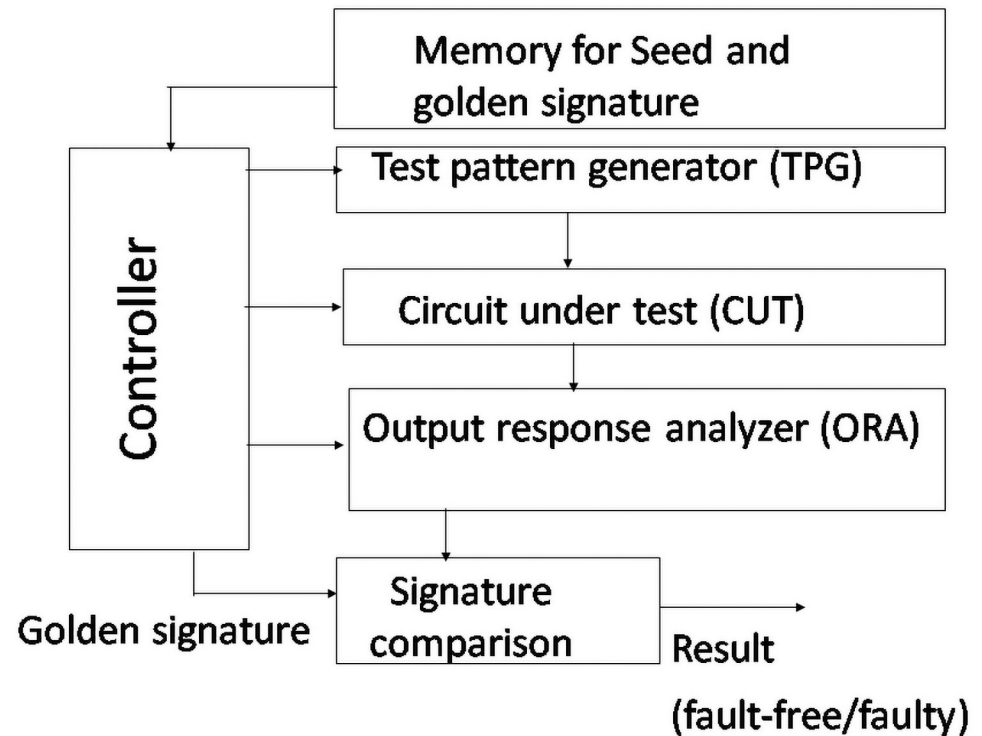 Memory for Seed and
golden signature
Test pattern generator (TPG)
Controller
Circuit under test (CUT)
Output response analyzer (ORA)
Signature
comparison
Golden signature
Result
(fault-free/faulty)